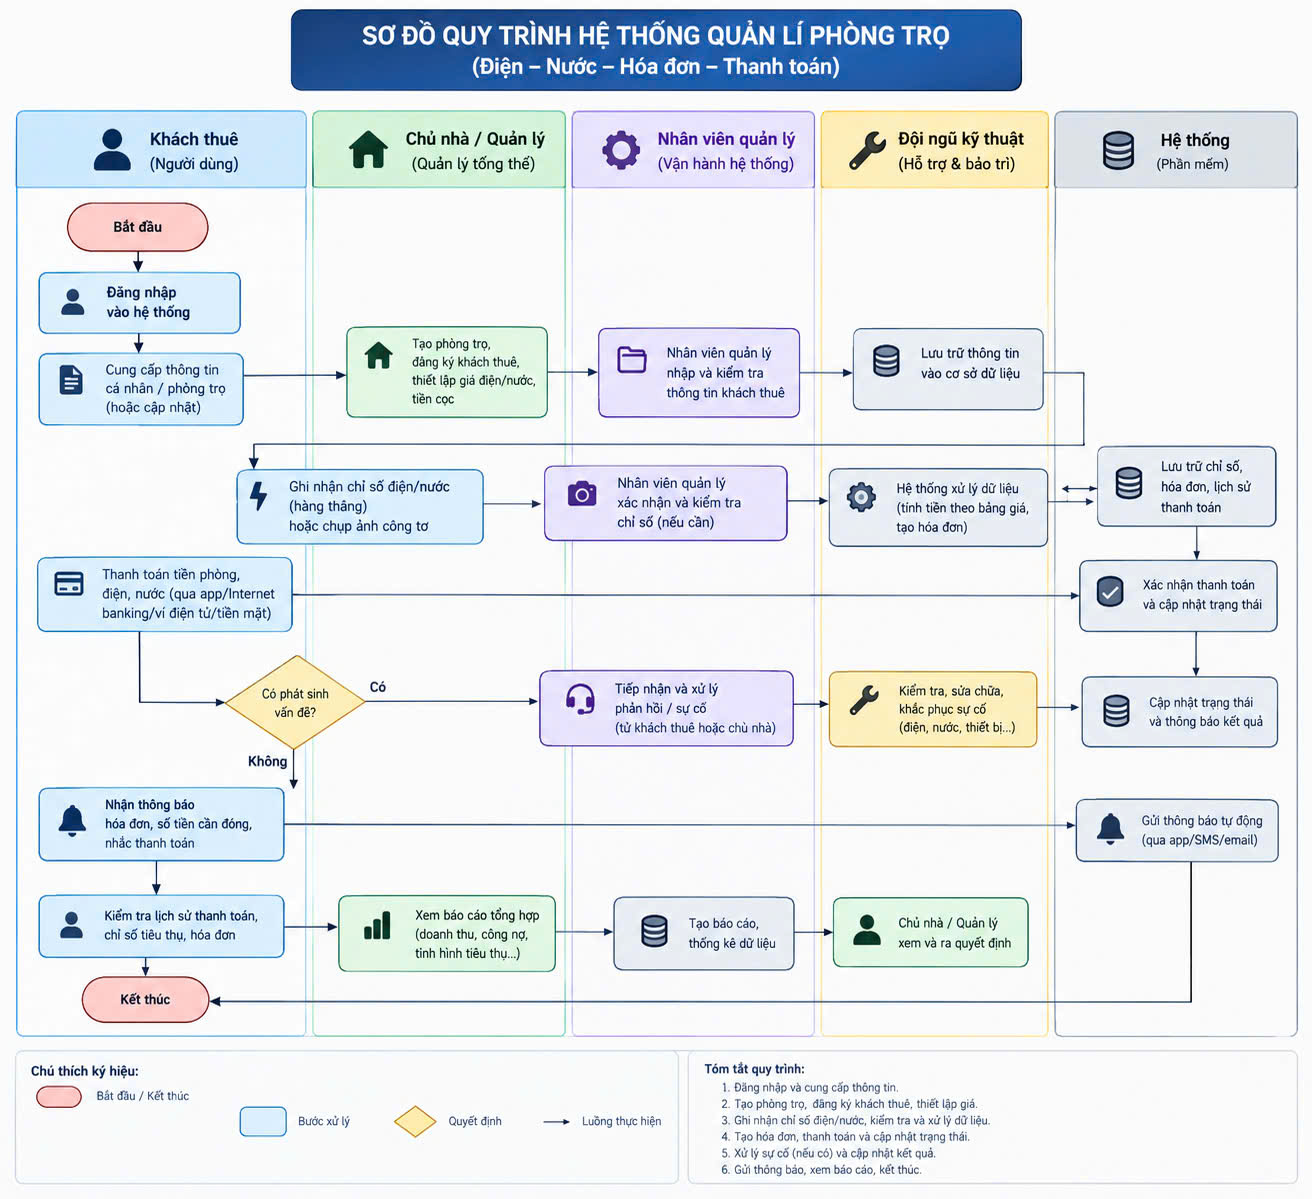 SƠ ĐỒ QUY TRÌNH HỆ THỐNG QUẢN LÍ PHÒNG TRỌ
(Điện – Nước – Hóa đơn – Thanh toán)
Khách thuê
(Người dùng)
Chủ nhà / Quản lý
(Quản lý tổng thể)
Nhân viên quản lý
(Vận hành hệ thống)
Đội ngũ kỹ thuật
(Hỗ trợ & bảo trì)
Hệ thống
(Phần mềm)
Bắt đầu
Đăng nhập
vào hệ thống
Cung cấp thông tin
cá nhân / phòng trọ
(hoặc cập nhật)
Tạo phòng trọ,
đăng ký khách thuê,
thiết lập giá điện/nước,
tiền cọc
Nhân viên quản lý
nhập và kiểm tra
thông tin khách thuê
Lưu trữ thông tin
vào cơ sở dữ liệu
Ghi nhận chỉ số điện/nước
(hàng tháng)
hoặc chụp ảnh công tơ
Nhân viên quản lý
xác nhận và kiểm tra
chỉ số (nếu cần)
Hệ thống xử lý dữ liệu
(tính tiền theo bảng giá,
tạo hóa đơn)
Lưu trữ chỉ số,
hóa đơn, lịch sử
thanh toán
Thanh toán tiền phòng,
điện, nước (qua app/Internet
banking/ví điện tử/tiền mặt)
Xác nhận thanh toán
và cập nhật trạng thái
Có phát sinh
vấn đề?
Có
Không
Tiếp nhận và xử lý
phản hồi / sự cố
(từ khách thuê hoặc chù nhà)
Kiểm tra, sửa chữa,
khắc phục sự cố
(điện, nước, thiết bị...)
Cập nhật trạng thái
và thông báo kết quả
Nhận thông báo
hóa đơn, số tiền cần đóng,
nhắc thanh toán
Gửi thông báo tự động
(qua app/SMS/email)
Kiểm tra lịch sử thanh toán,
chỉ số tiêu thụ, hóa đơn
Xem báo cáo tổng hợp
(doanh thu, công nợ,
tình hình tiêu thụ...)
Tạo báo cáo,
thống kê dữ liệu
Chủ nhà / Quản lý
xem và ra quyết định
Kết thúc
Chú thích ký hiệu:
Bắt đầu / Kết thúc
Bước xử lý
Quyết định
Luồng thực hiện
Tóm tắt quy trình:
1. Đăng nhập và cung cấp thông tin.
2. Tạo phòng trọ, đăng ký khách thuê, thiết lập giá.
3. Ghi nhận chỉ số điện/nước, kiểm tra và xử lý dữ liệu.
4. Tạo hóa đơn, thanh toán và cập nhật trạng thái.
5. Xử lý sự cố (nếu có) và cập nhật kết quả.
6. Gửi thông báo, xem báo cáo, kết thúc.